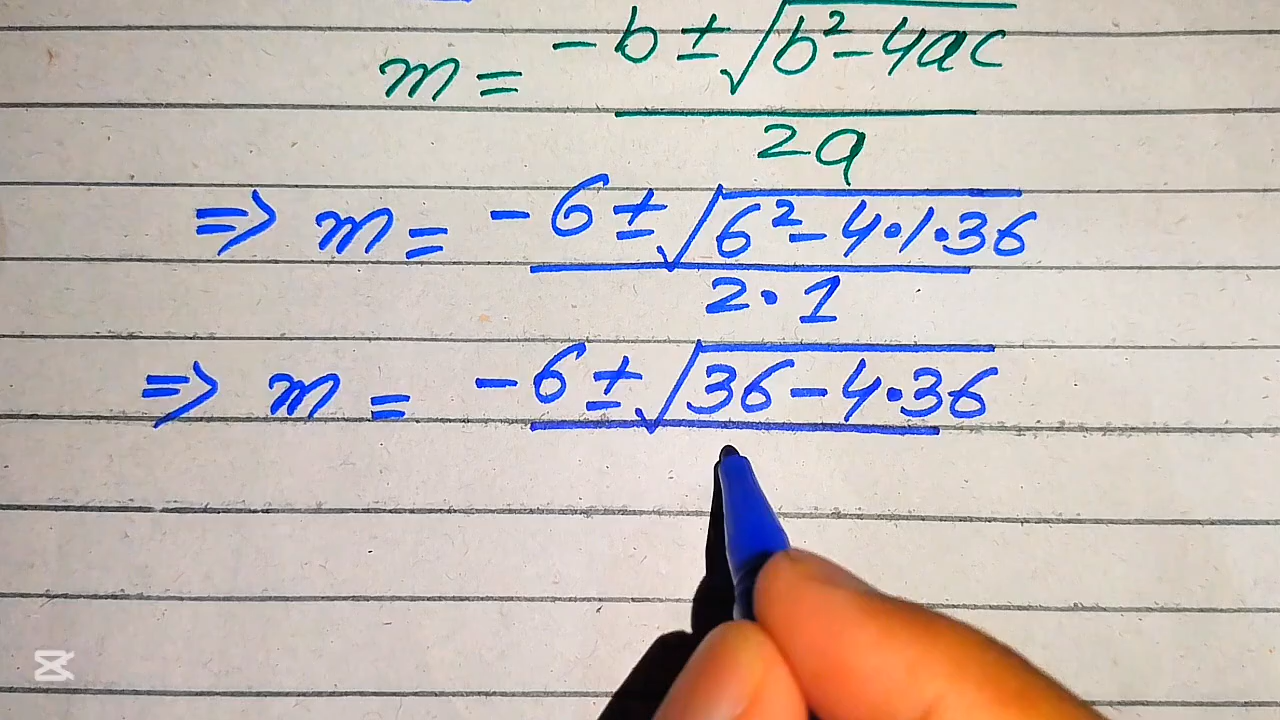 m = -b ± √b² - 4ac
2a
⇒ m = -6 ± √6² - 4·1·36
2·1
⇒ m = -6 ± √36 - 4·36